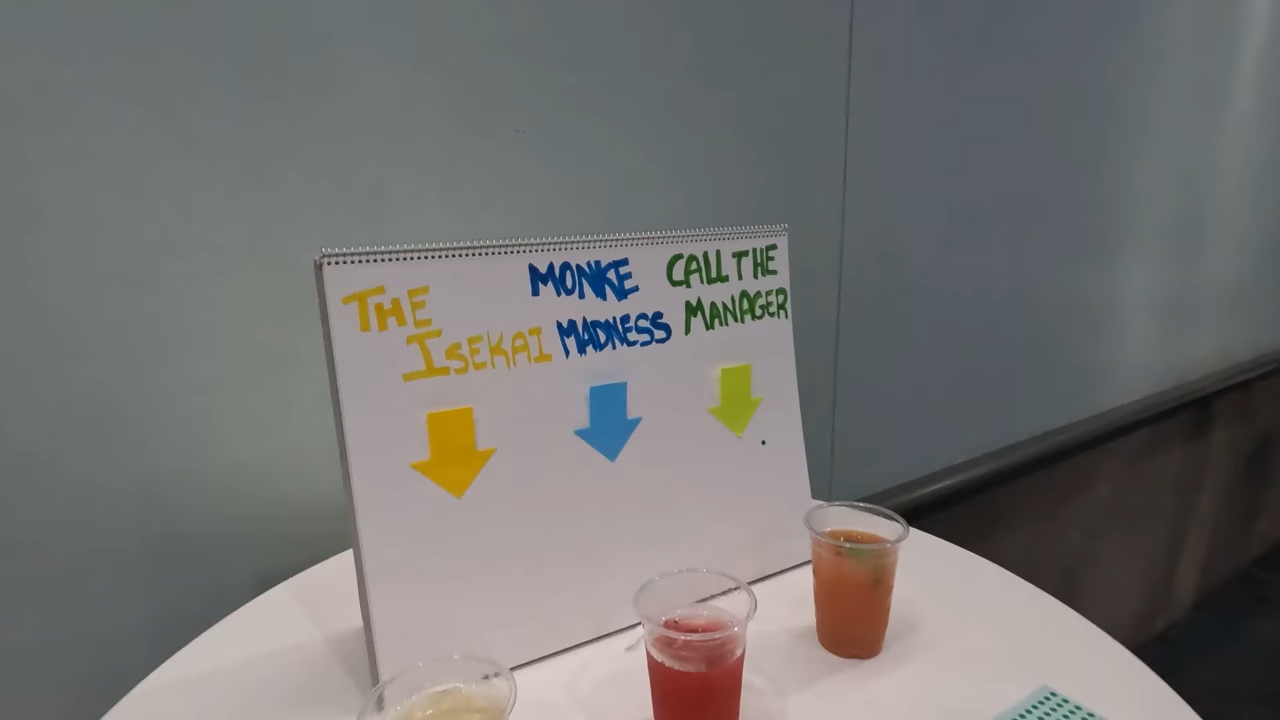 THE
ISEKAI
MONKE
MADNESS
CALL THE
MANAGER